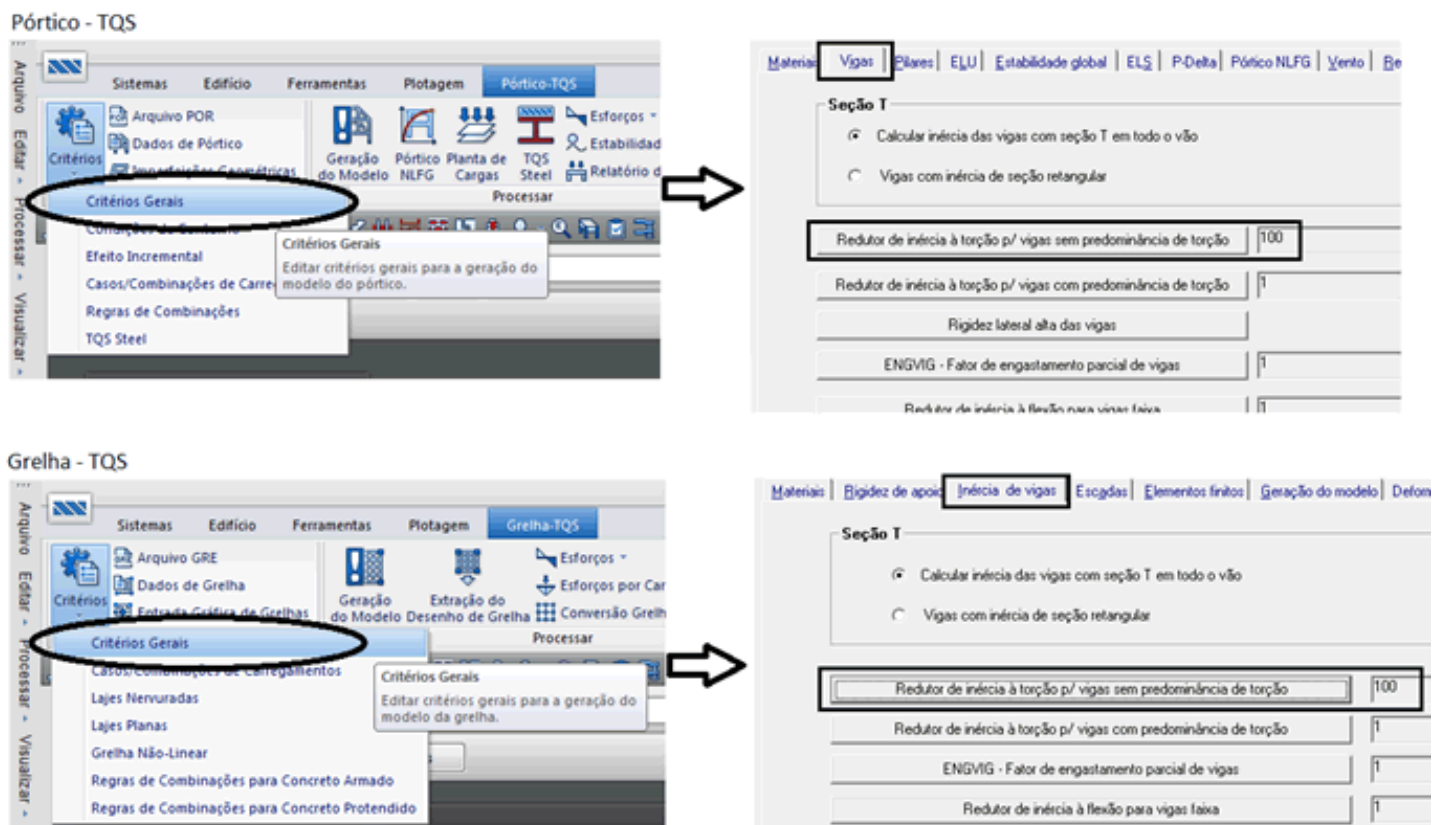 Pórtico - TQS
Arquivo Editar Processar Visualizar
Sistemas Edifício Ferramentas Plotagem Pórtico-TQS
Critérios
Arquivo POR
Dados de Pórtico
Imperfeições Geométricas
Geração do Modelo
Pórtico NLFG
Planta de Cargas
TQS Steel
Esforços
Estabilidad
Relatório d
Processar
Critérios Gerais
Condições de Contorno
Efeito Incremental
Casos/Combinações de Carre
Regras de Combinações
TQS Steel
Critérios Gerais
Editar critérios gerais para a geração do
modelo do pórtico.
Materiai Vigas Pilares ELU Estabilidade global ELS P-Delta Pórtico NLFG Vento Re
Seção T
Calcular inércia das vigas com seção T em todo o vão
Vigas com inércia de seção retangular
Redutor de inércia à torção p/ vigas sem predominância de torção 100
Redutor de inércia à torção p/ vigas com predominância de torção 1
Rigidez lateral alta das vigas
ENGVIG - Fator de engastamento parcial de vigas 1
Redutor de inércia à flexão para vigas faixa 1
Grelha - TQS
Arquivo Editar Processar Visualizar
Sistemas Edifício Ferramentas Plotagem Grelha-TQS
Critérios
Arquivo GRE
Dados de Grelha
Entrada Gráfica de Grelhas
Geração do Modelo
Extração do Desenho de Grelha
Esforços
Esforços por Car
Conversão Grelh
Processar
Critérios Gerais
Casos/Combinações de Carregamentos
Lajes Nervuradas
Lajes Planas
Grelha Não-Linear
Regras de Combinações para Concreto Armado
Regras de Combinações para Concreto Protendido
Critérios Gerais
Editar critérios gerais para a geração do
modelo da grelha.
Materiais Rigidez de apoio Inércia de vigas Escadas Elementos finitos Geração do modelo Defor
Seção T
Calcular inércia das vigas com seção T em todo o vão
Vigas com inércia de seção retangular
Redutor de inércia à torção p/ vigas sem predominância de torção 100
Redutor de inércia à torção p/ vigas com predominância de torção 1
ENGVIG - Fator de engastamento parcial de vigas 1
Redutor de inércia à flexão para vigas faixa 1